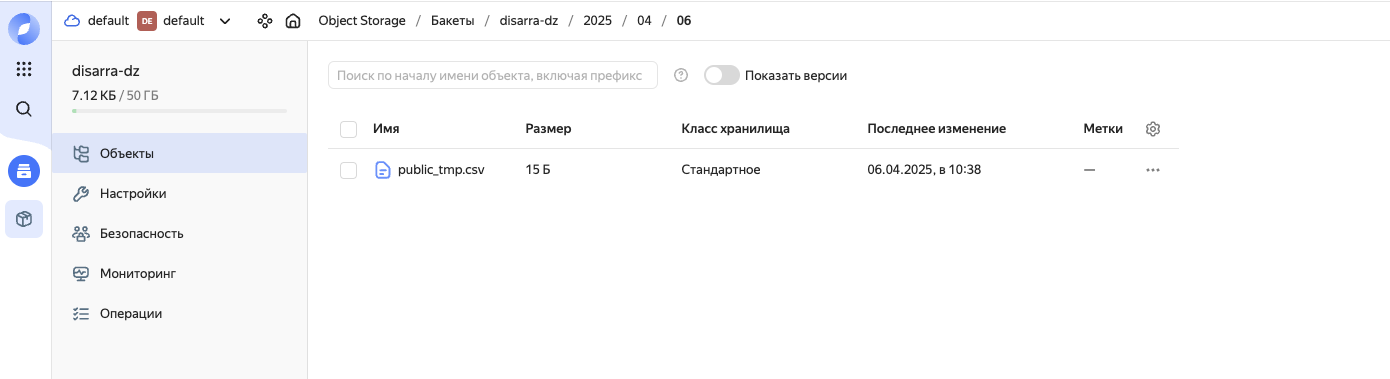 default DE default Object Storage / Бакеты / disarra-dz / 2025 / 04 / 06
disarra-dz
7.12 КБ / 50 ГБ
Объекты
Настройки
Безопасность
Мониторинг
Операции
Поиск по началу имени объекта, включая префикс ? Показать версии
Имя Размер Класс хранилища Последнее изменение Метки
public_tmp.csv 15 Б Стандартное 06.04.2025, в 10:38 —